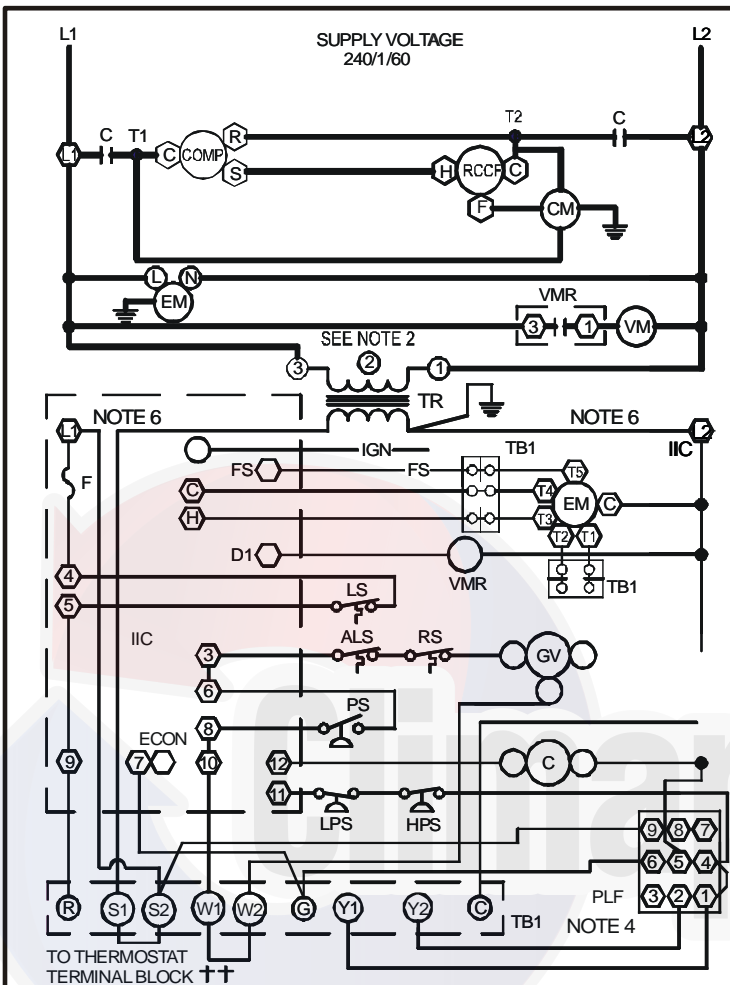 L1
SUPPLY VOLTAGE
240/1/60
L2
C T1 T2 C
L1 C COMP R H RCCF C L2
S
F CM
L N
EM
VMR
3 1 VM
SEE NOTE 2
3 2 1
TR
NOTE 6 NOTE 6
L1 L2
IGN TB1 IIC
F FS FS T5
C T4 EM C
H T3
T2 T1
D1
VMR TB1
4 LS
5
ALS RS
IIC 3 GV
6
PS
8
ECON
9 7 10 12 C
11
LPS HPS
9 8 7
6 5 4
PLF
3 2 1
R S1 S2 W1 W2 G Y1 Y2 C
TB1 NOTE 4
TO THERMOSTAT
TERMINAL BLOCK ††
Climar